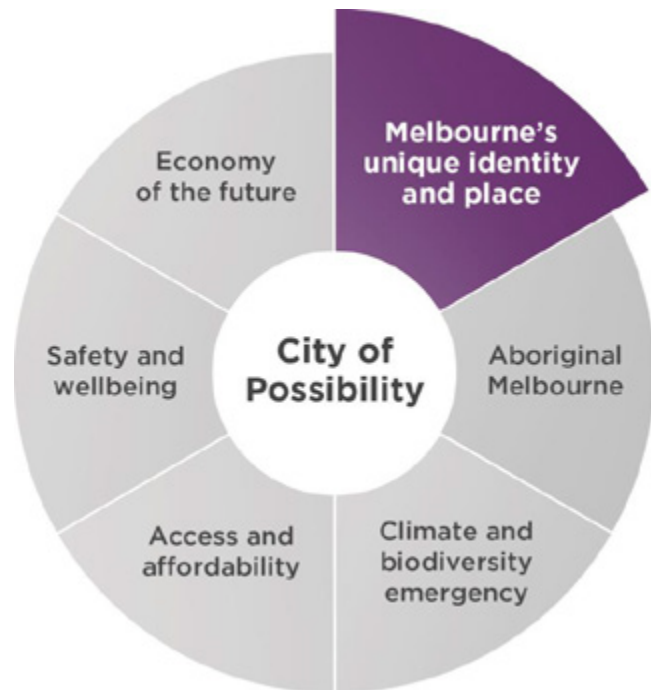 Melbourne's
unique identity
and place
Aboriginal
Melbourne
Climate and
biodiversity
emergency
Access and
affordability
Safety and
wellbeing
Economy
of the future
City of
Possibility